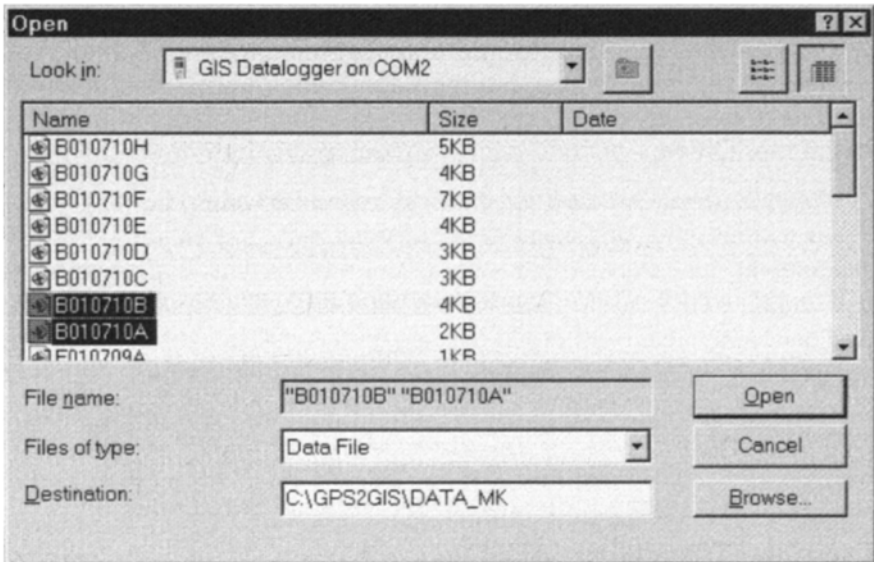 Open
Look in: GIS Datalogger on COM2
Name Size Date
B010710H 5KB
B010710G 4KB
B010710F 7KB
B010710E 4KB
B010710D 3KB
B010710C 3KB
B010710B 4KB
B010710A 2KB
F010709A 1KB
File name: "B010710B" "B010710A" Open
Files of type: Data File Cancel
Destination: C:\GPS2GIS\DATA_MK Browse...